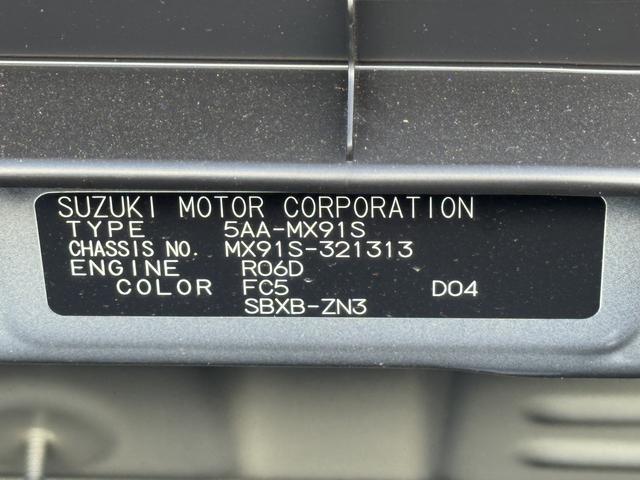 SUZUKI MOTOR CORPORATION
TYPE 5AA-MX91S
CHASSIS NO. MX91S-321313
ENGINE R06D
COLOR FC5 D04
SBXB-ZN3